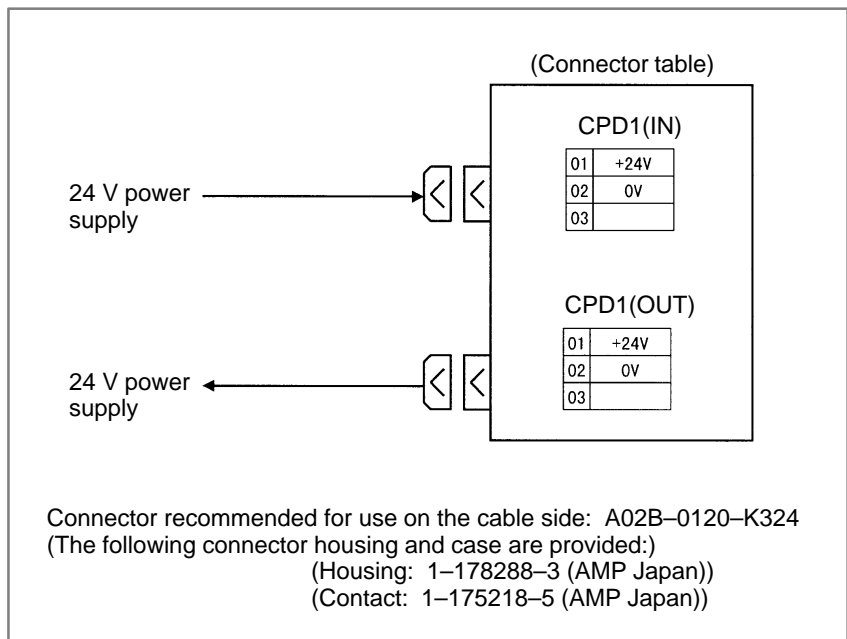 (Connector table)
CPD1(IN)
01 +24V
02 0V
03
24 V power
supply
CPD1(OUT)
01 +24V
02 0V
03
24 V power
supply
Connector recommended for use on the cable side: A02B–0120–K324
(The following connector housing and case are provided:)
(Housing: 1–178288–3 (AMP Japan))
(Contact: 1–175218–5 (AMP Japan))